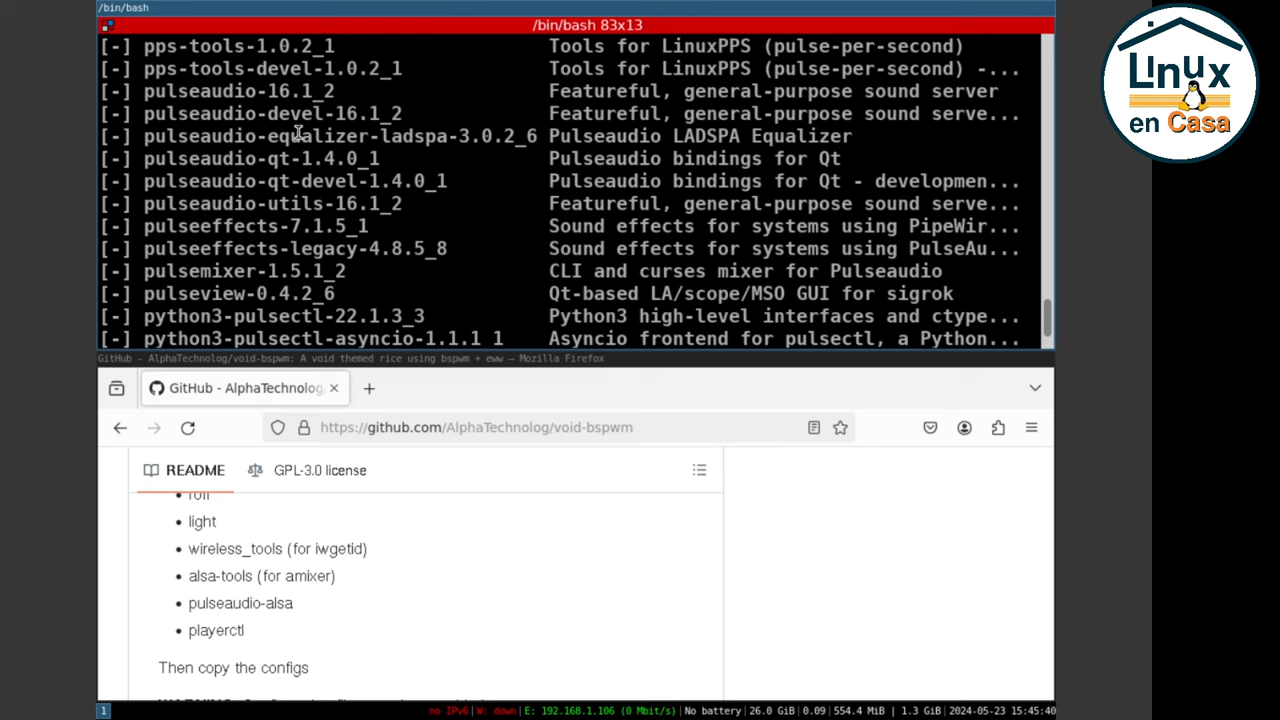 /bin/bash
/bin/bash 83x13
[-] pps-tools-1.0.2_1 Tools for LinuxPPS (pulse-per-second)
[-] pps-tools-devel-1.0.2_1 Tools for LinuxPPS (pulse-per-second) -...
[-] pulseaudio-16.1_2 Featureful, general-purpose sound server
[-] pulseaudio-devel-16.1_2 Featureful, general-purpose sound serve...
[-] pulseaudio-equalizer-ladspa-3.0.2_6 Pulseaudio LADSPA Equalizer
[-] pulseaudio-qt-1.4.0_1 Pulseaudio bindings for Qt
[-] pulseaudio-qt-devel-1.4.0_1 Pulseaudio bindings for Qt - developmen...
[-] pulseaudio-utils-16.1_2 Featureful, general-purpose sound serve...
[-] pulseeffects-7.1.5_1 Sound effects for systems using PipeWir...
[-] pulseeffects-legacy-4.8.5_8 Sound effects for systems using PulseAu...
[-] pulsemixer-1.5.1_2 CLI and curses mixer for Pulseaudio
[-] pulseview-0.4.2_6 Qt-based LA/scope/MSO GUI for sigrok
[-] python3-pulsectl-22.1.3_3 Python3 high-level interfaces and ctype...
[-] python3-pulsectl-asyncio-1.1.1_1 Asyncio frontend for pulsectl, a Python...
Linux
en Casa
GitHub - AlphaTechnolog/void-bspwm: A void themed rice using bspwm + eww — Mozilla Firefox
GitHub - AlphaTechnolog
https://github.com/AlphaTechnolog/void-bspwm
README GPL-3.0 license
• rofi
• light
• wireless_tools (for iwgetid)
• alsa-tools (for amixer)
• pulseaudio-alsa
• playerctl
Then copy the configs
1 no IPv6|W: down|E: 192.168.1.106 (0 Mbit/s)|No battery|26.0 GiB|0.09|554.4 MiB | 1.3 GiB|2024-05-23 15:45:40